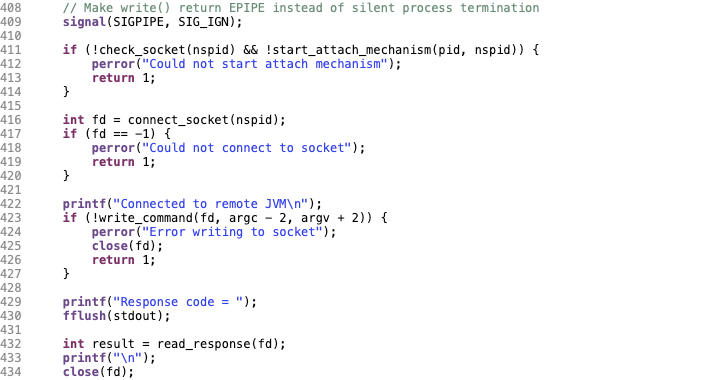 408 // Make write() return EPIPE instead of silent process termination
409 signal(SIGPIPE, SIG_IGN);
410
411 if (!check_socket(nspid) && !start_attach_mechanism(pid, nspid)) {
412 perror("Could not start attach mechanism");
413 return 1;
414 }
415
416 int fd = connect_socket(nspid);
417 if (fd == -1) {
418 perror("Could not connect to socket");
419 return 1;
420 }
421
422 printf("Connected to remote JVM\n");
423 if (!write_command(fd, argc - 2, argv + 2)) {
424 perror("Error writing to socket");
425 close(fd);
426 return 1;
427 }
428
429 printf("Response code = ");
430 fflush(stdout);
431
432 int result = read_response(fd);
433 printf("\n");
434 close(fd);